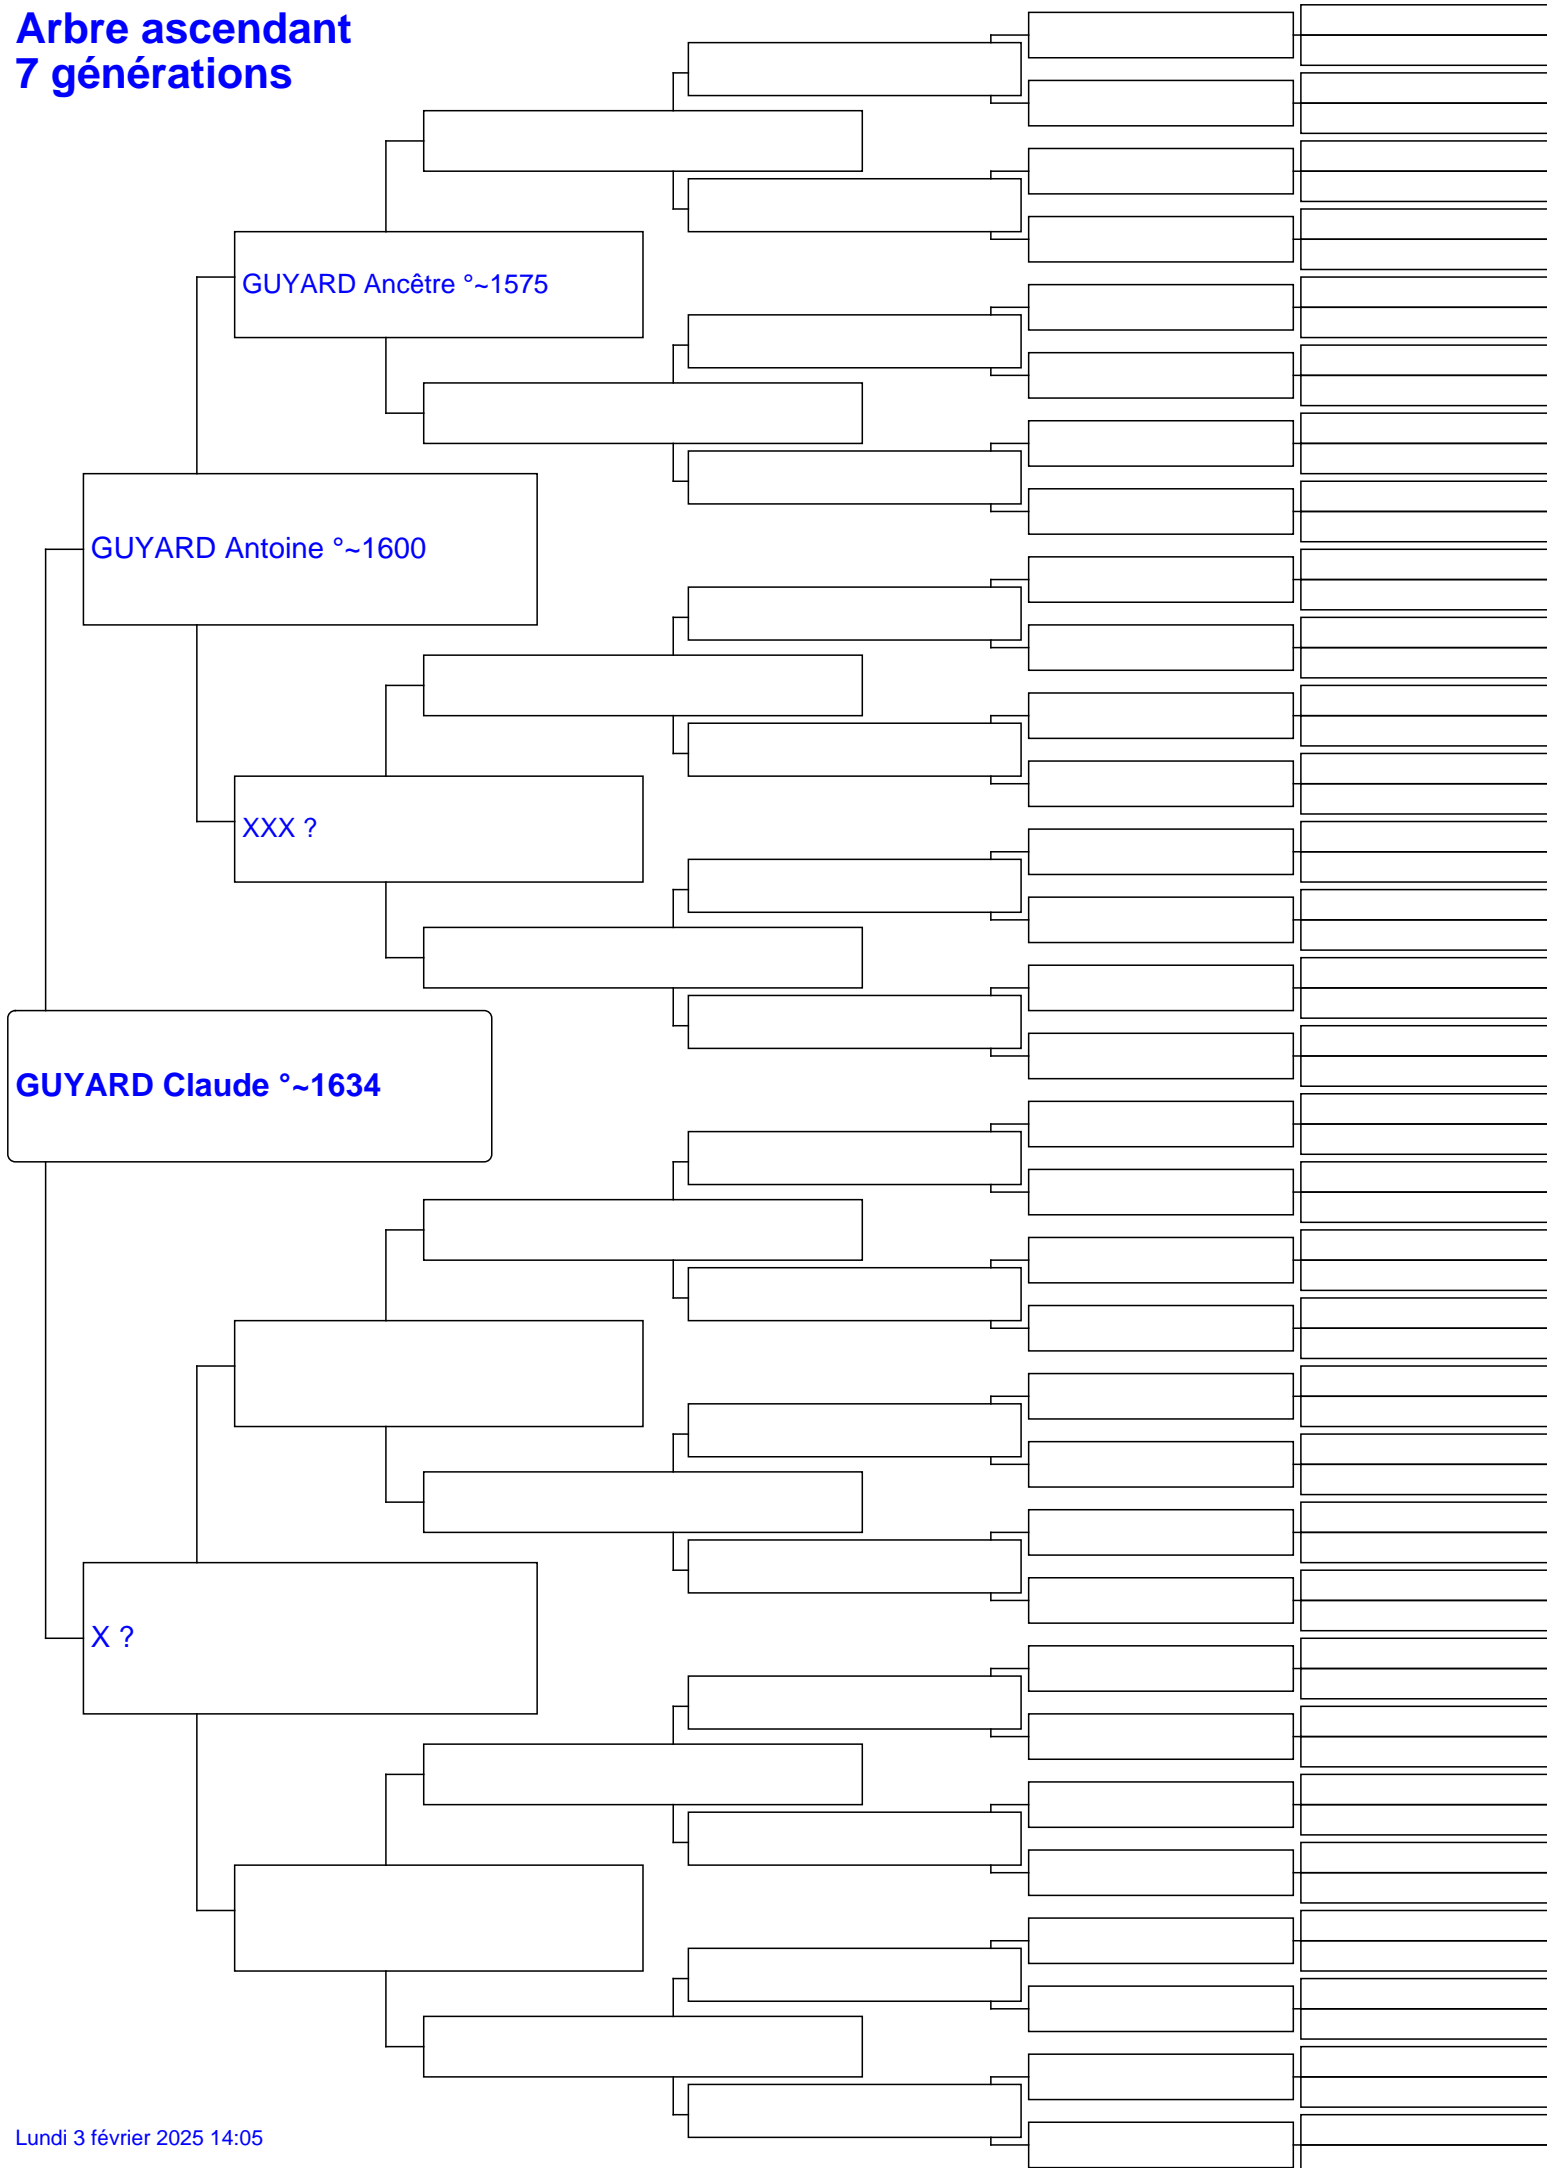 Arbre ascendant
7 générations
GUYARD Ancêtre °~1575
GUYARD Antoine °~1600
XXX ?
GUYARD Claude °~1634
X ?
Lundi 3 février 2025 14:05